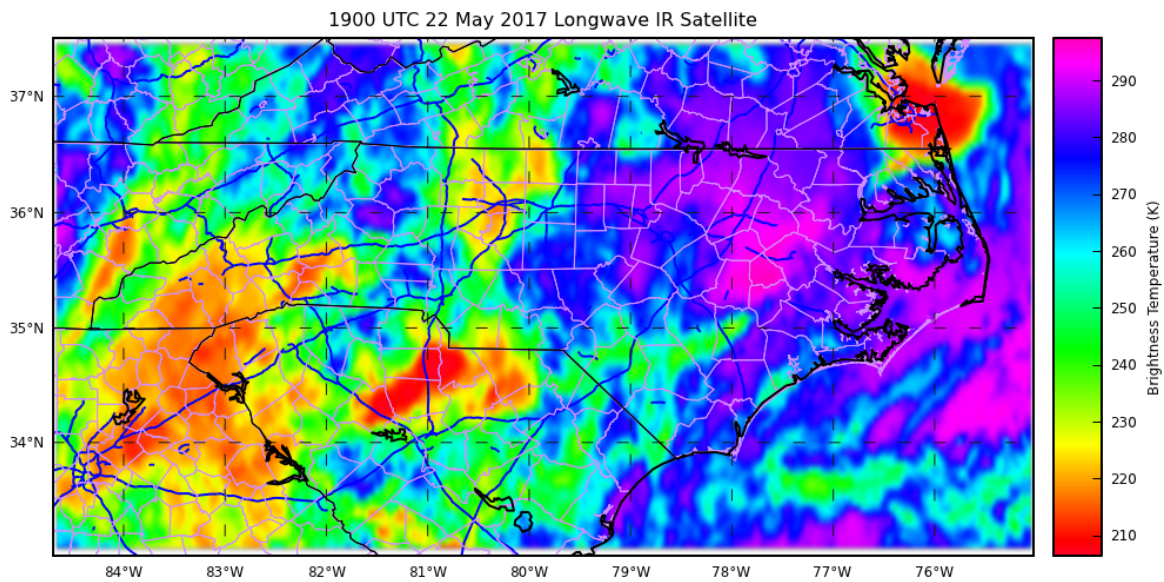 1900 UTC 22 May 2017 Longwave IR Satellite
37°N
36°N
35°N
34°N
84°W 83°W 82°W 81°W 80°W 79°W 78°W 77°W 76°W
290
280
270
260
250
240
230
220
210
Brightness Temperature (K)